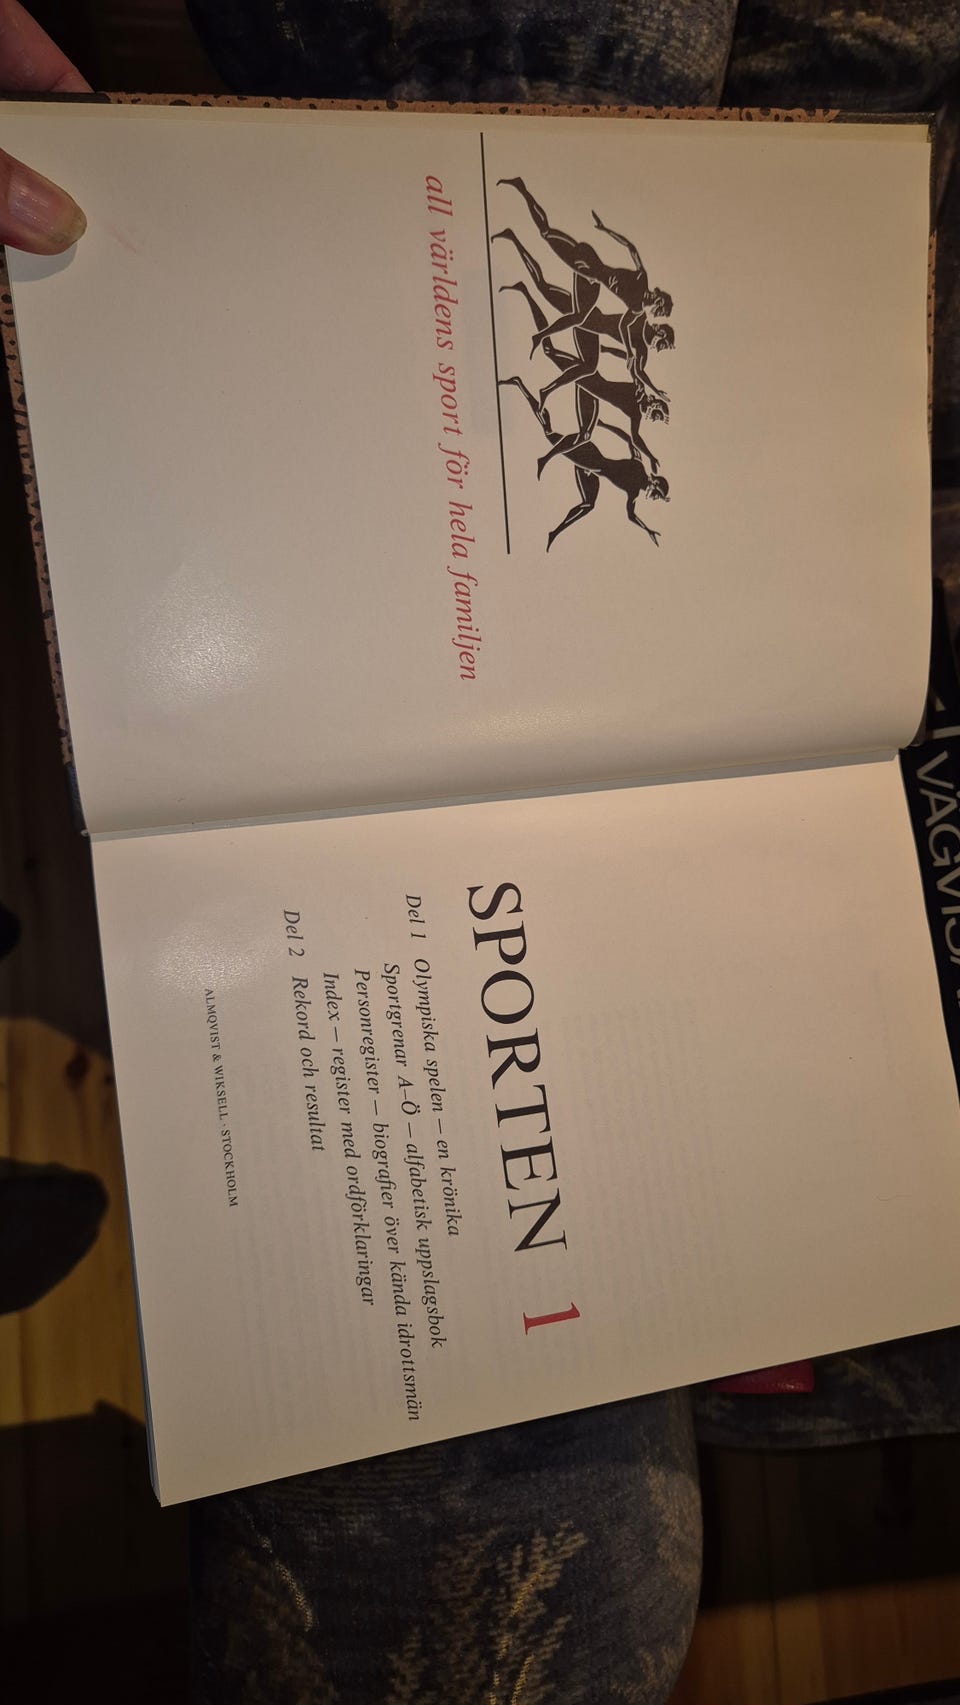 all världens sport för hela familjen
SPORTEN 1
Del 1 Olympiska spelen – en krönika
Sportgrenar A–Ö – alfabetisk uppslagsbok
Personregister – biografier över kända idrottsmän
Index – register med ordförklaringar
Del 2 Rekord och resultat
ALMQVIST & WIKSELL · STOCKHOLM